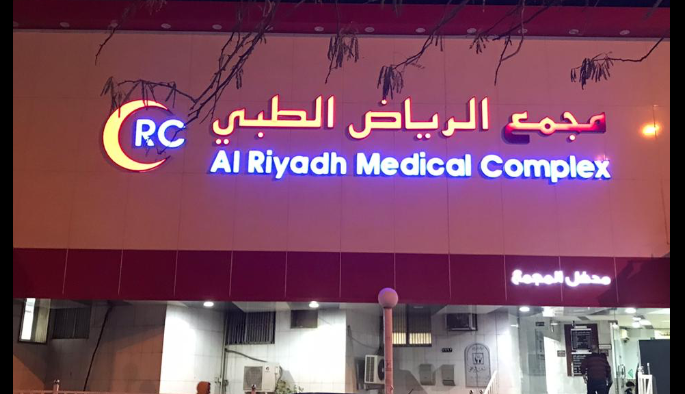 مجمع الرياض الطبي
RC
Al Riyadh Medical Complex
مدخل المجمع